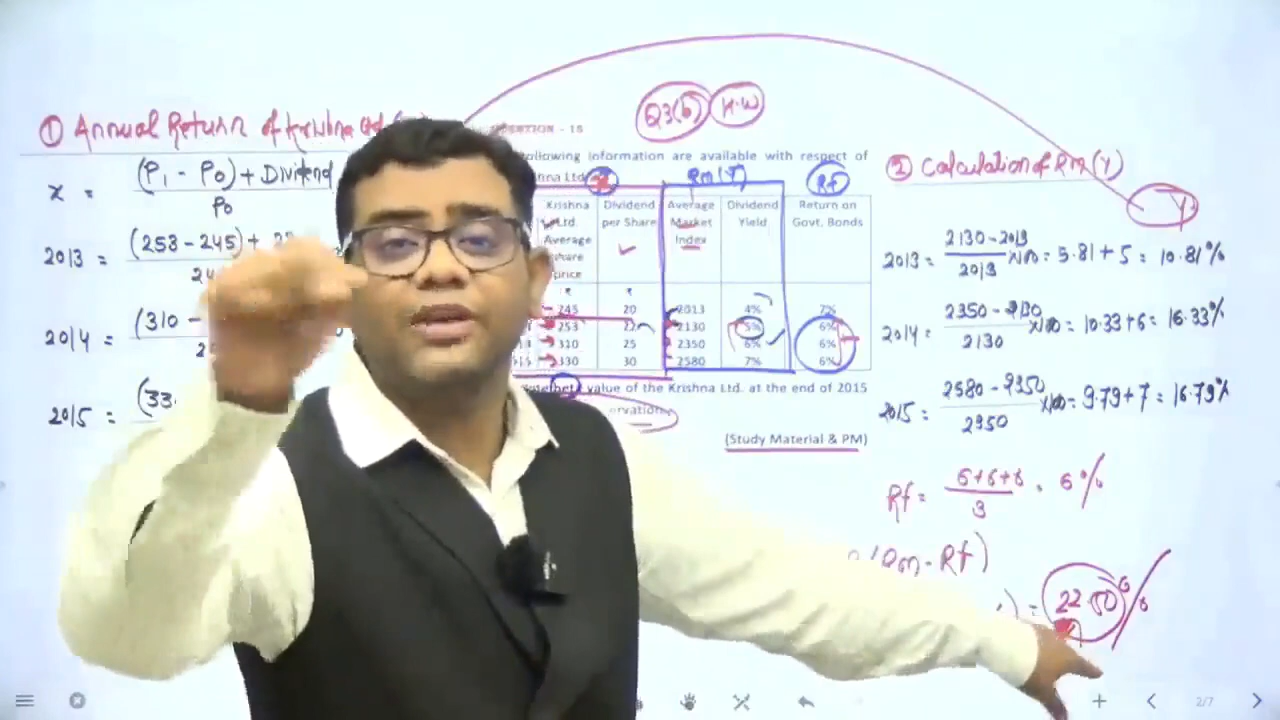 Q3(b) H.W
① Annual Return of Krishna Ltd
x = (P1 - P0) + Dividend
P0
2013 = (253 - 245) +
2014 = (310 -
2015 = (33
QUESTION - 15
following information are available with respect of
Rm (Y) Rf
Krishna Ltd. Average share price
Dividend per Share
Average Market Index
Dividend Yield
Return on Govt. Bonds
₹ ₹
245 20 2013 4% 7%
253 22 2130 5% 6%
310 25 2350 6% 6%
330 30 2580 7% 6%
value of the Krishna Ltd. at the end of 2015
(Study Material & PM)
② Calculation of Rm (Y)
Y
2013 = 2130 - 2013
2013 x100 = 5.81 + 5 = 10.81%
2014 = 2350 - 2130
2130 x100 = 10.33 + 6 = 16.33%
2015 = 2580 - 2350
2350 x100 = 9.79 + 7 = 16.79%
Rf = 6+6+6
3 = 6%
Rm - Rf)
) = 22.50%
2/7